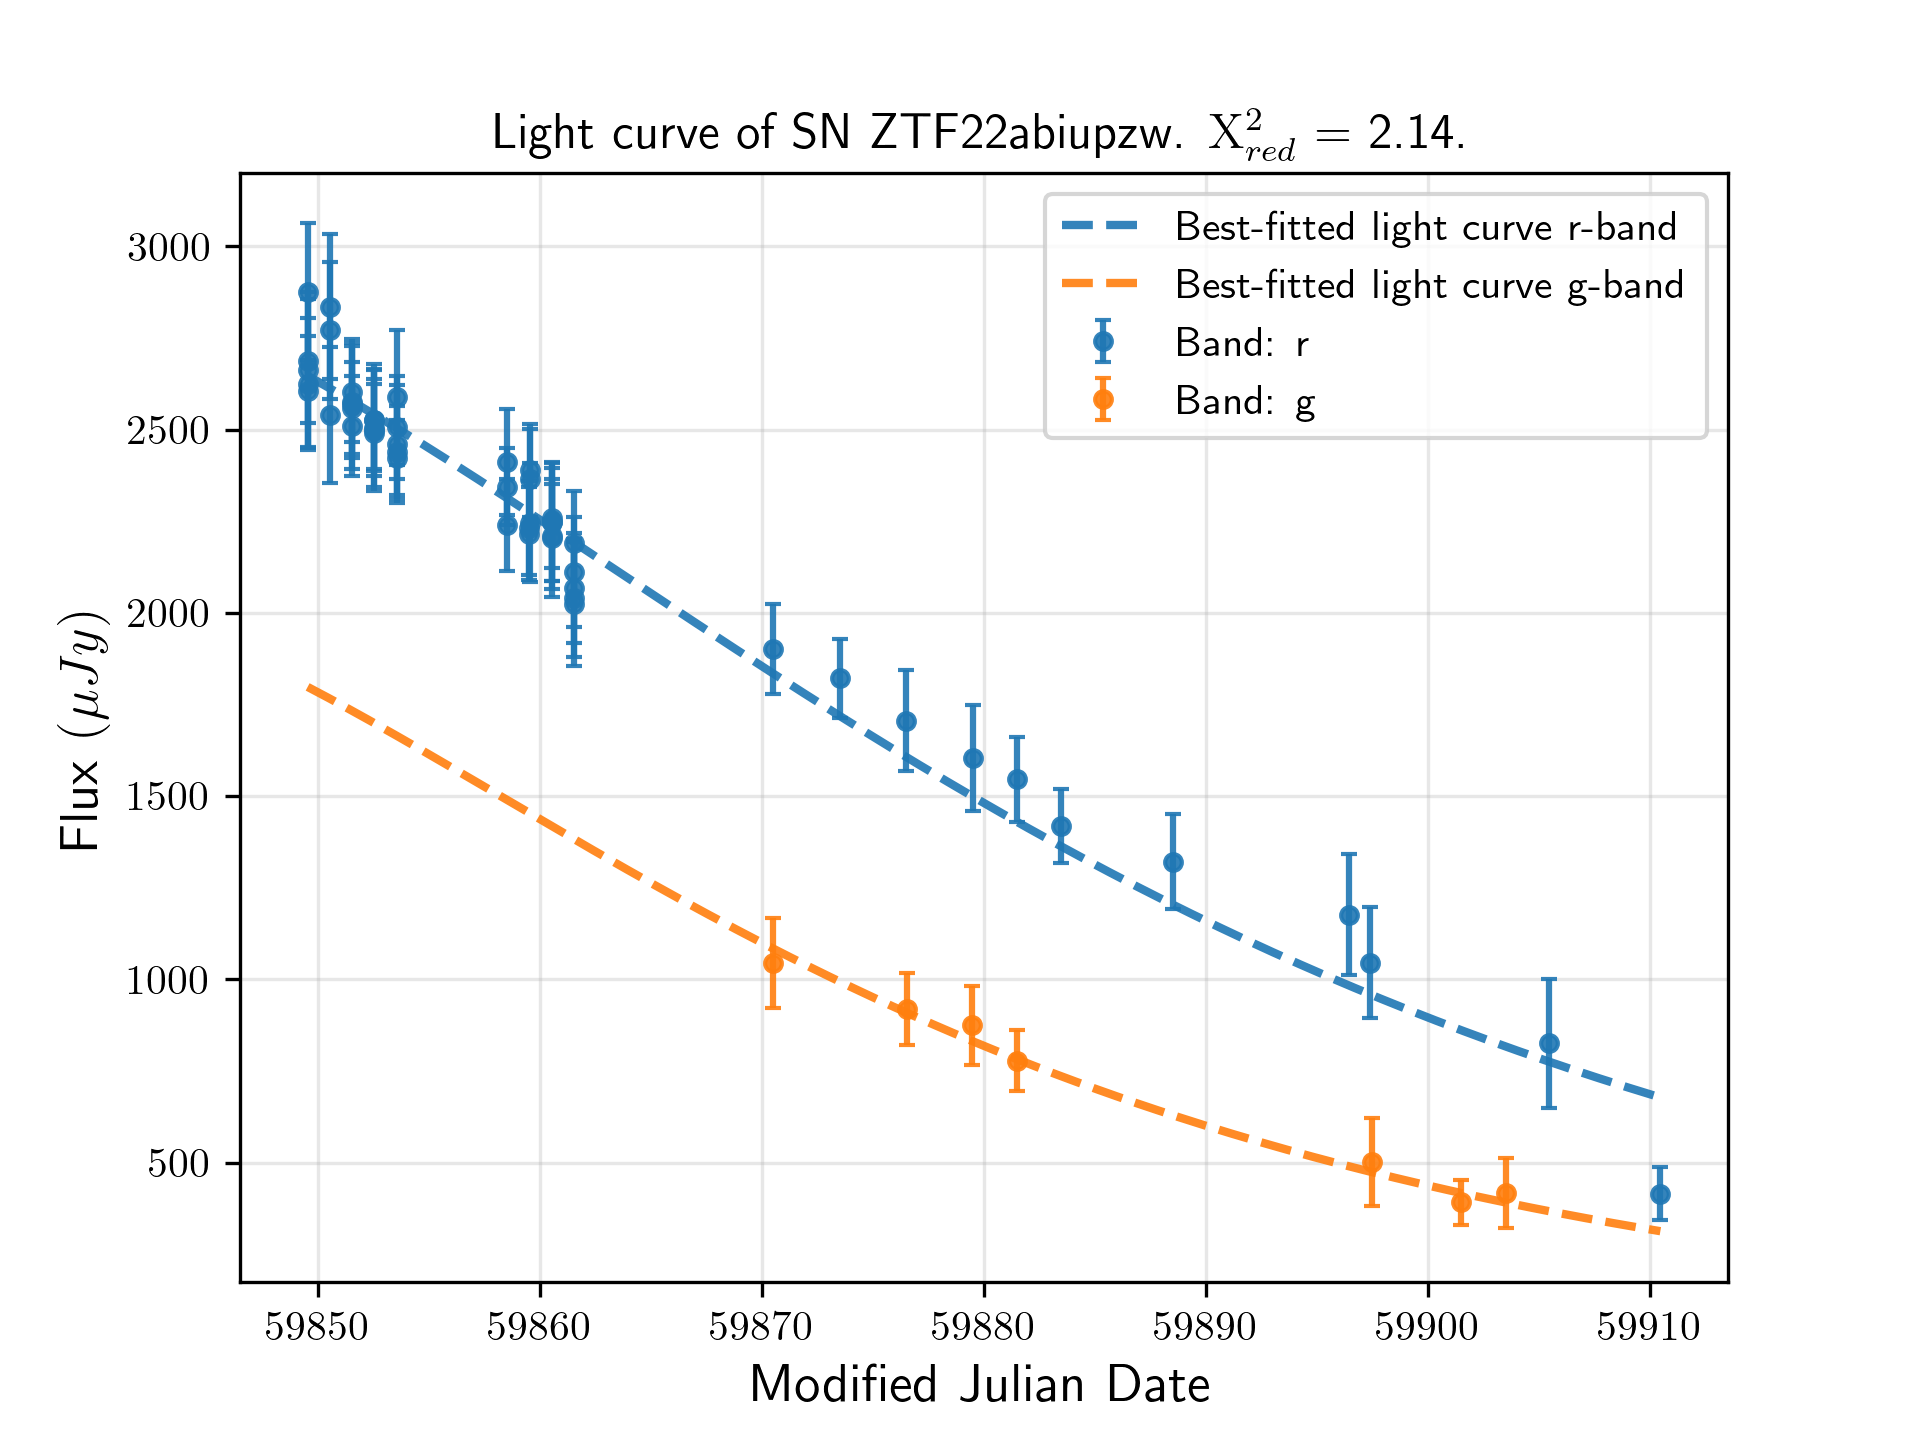 Light curve of SN ZTF22abiupzw. X²red = 2.14.
Best-fitted light curve r-band
Best-fitted light curve g-band
Band: r
Band: g
Flux (μJy)
3000
2500
2000
1500
1000
500
59850 59860 59870 59880 59890 59900 59910
Modified Julian Date